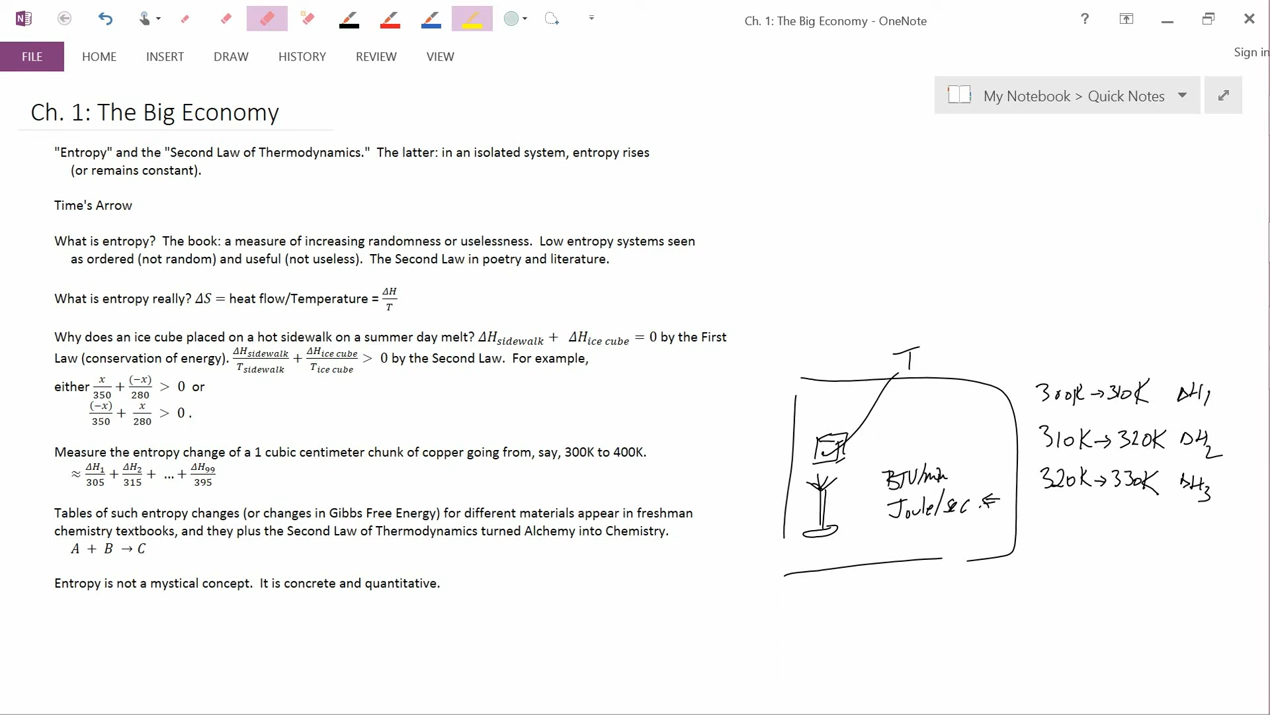 Ch. 1: The Big Economy - OneNote
?
Sign in
FILE HOME INSERT DRAW HISTORY REVIEW VIEW
My Notebook > Quick Notes
Ch. 1: The Big Economy
"Entropy" and the "Second Law of Thermodynamics." The latter: in an isolated system, entropy rises
(or remains constant).
Time's Arrow
What is entropy? The book: a measure of increasing randomness or uselessness. Low entropy systems seen
as ordered (not random) and useful (not useless). The Second Law in poetry and literature.
What is entropy really? ΔS = heat flow/Temperature = ΔH/T
Why does an ice cube placed on a hot sidewalk on a summer day melt? ΔH_sidewalk + ΔH_ice cube = 0 by the First
Law (conservation of energy). ΔH_sidewalk/T_sidewalk + ΔH_ice cube/T_ice cube > 0 by the Second Law. For example,
either x/350 + (-x)/280 > 0 or
(-x)/350 + x/280 > 0 .
Measure the entropy change of a 1 cubic centimeter chunk of copper going from, say, 300K to 400K.
≈ ΔH_1/305 + ΔH_2/315 + ... + ΔH_99/395
Tables of such entropy changes (or changes in Gibbs Free Energy) for different materials appear in freshman
chemistry textbooks, and they plus the Second Law of Thermodynamics turned Alchemy into Chemistry.
A + B → C
Entropy is not a mystical concept. It is concrete and quantitative.
T
BTU/min
Joule/sec ←
300K → 310K ΔH1
310K → 320K ΔH2
320K → 330K ΔH3